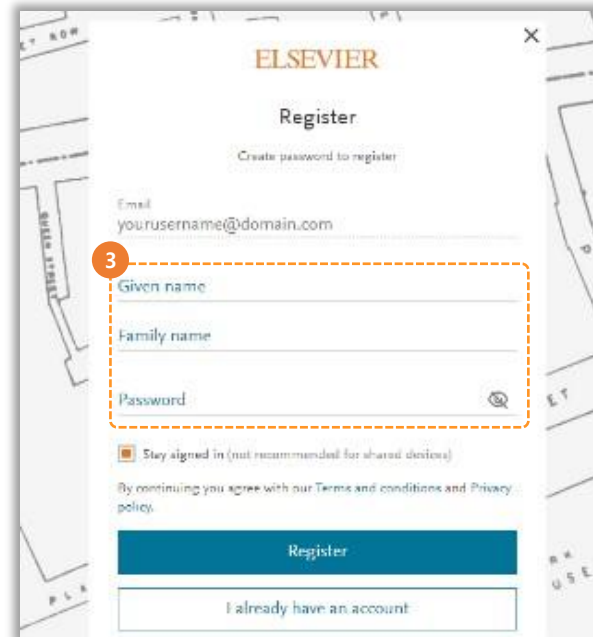 ELSEVIER
Register
Create password to register
Email
yourusername@domain.com
3
Given name
Family name
Password
Stay signed in (not recommended for shared devices)
By continuing you agree with our Terms and conditions and Privacy
policy.
Register
I already have an account
QUEEN STREET